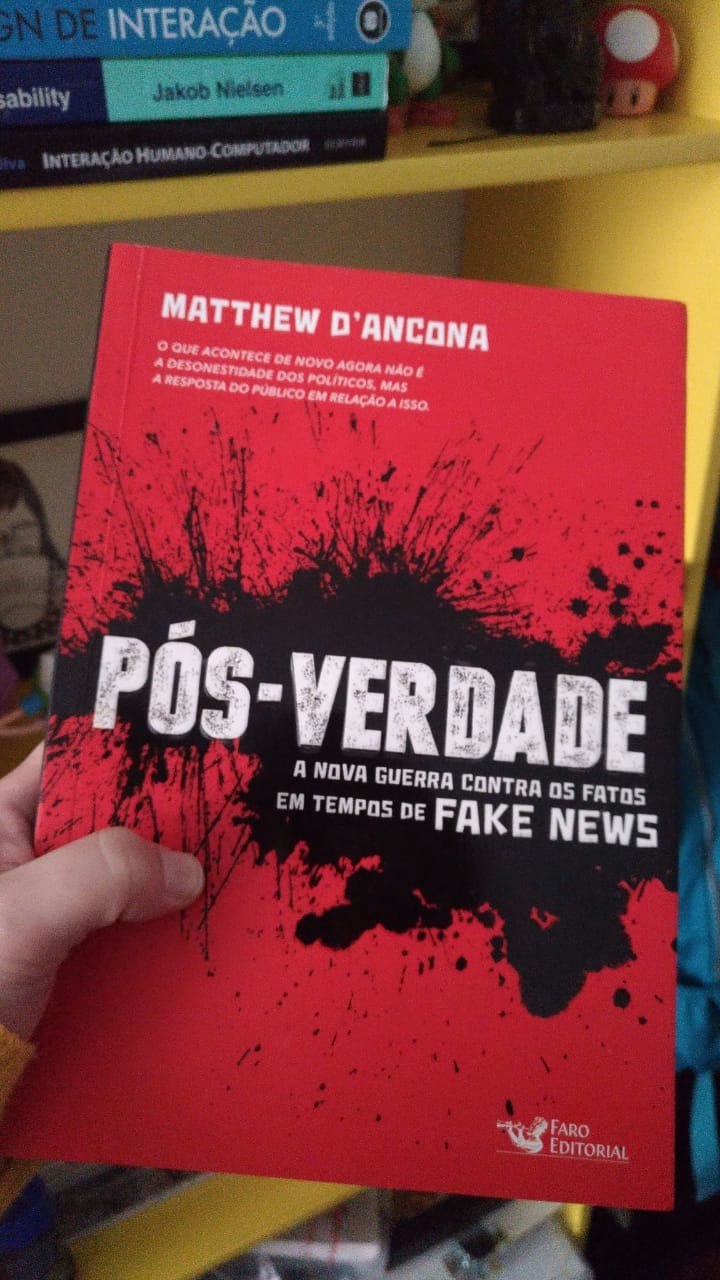 GN DE INTERAÇÃO
sability Jakob Nielsen
ilva INTERAÇÃO HUMANO-COMPUTADOR
MATTHEW D'ANCONA
O QUE ACONTECE DE NOVO AGORA NÃO É
A DESONESTIDADE DOS POLÍTICOS, MAS
A RESPOSTA DO PÚBLICO EM RELAÇÃO A ISSO.
PÓS-VERDADE
A NOVA GUERRA CONTRA OS FATOS
EM TEMPOS DE FAKE NEWS
FARO
EDITORIAL